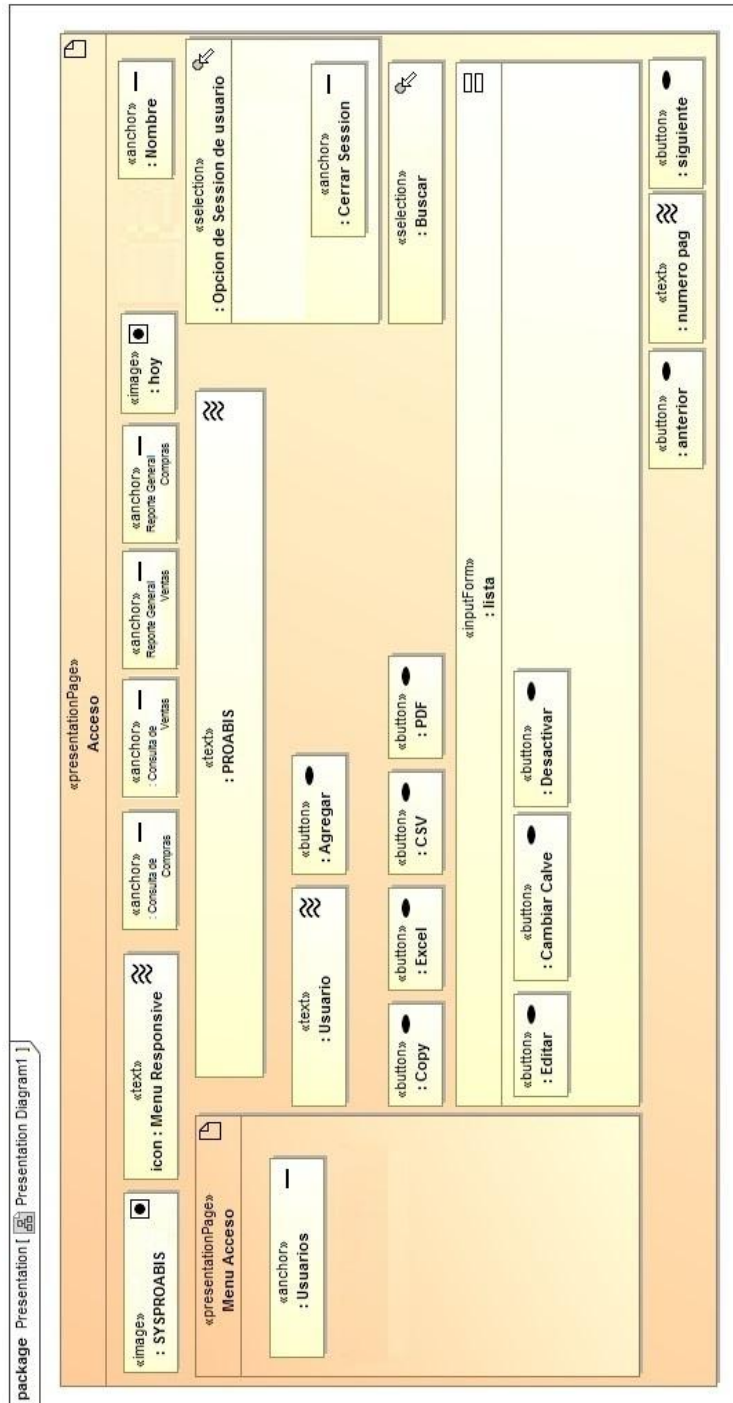 package Presentation [ Presentation Diagram1 ]
«presentationPage»
Acceso
«image»
: SYSPROABIS
«text»
icon : Menu Responsive
«anchor»
: Consulta de
Compras
«anchor»
: Consulta de
Ventas
«anchor»
Reporte General
Ventas
«anchor»
Reporte General
Compras
«image»
: hoy
«anchor»
: Nombre
«presentationPage»
Menu Acceso
«anchor»
: Usuarios
«text»
: PROABIS
«selection»
: Opcion de Session de usuario
«anchor»
: Cerrar Session
«text»
: Usuario
«button»
: Agregar
«button»
: Copy
«button»
: Excel
«button»
: CSV
«button»
: PDF
«selection»
: Buscar
«inputForm»
: lista
«button»
: Editar
«button»
: Cambiar Calve
«button»
: Desactivar
«button»
: anterior
«text»
: numero pag
«button»
: siguiente